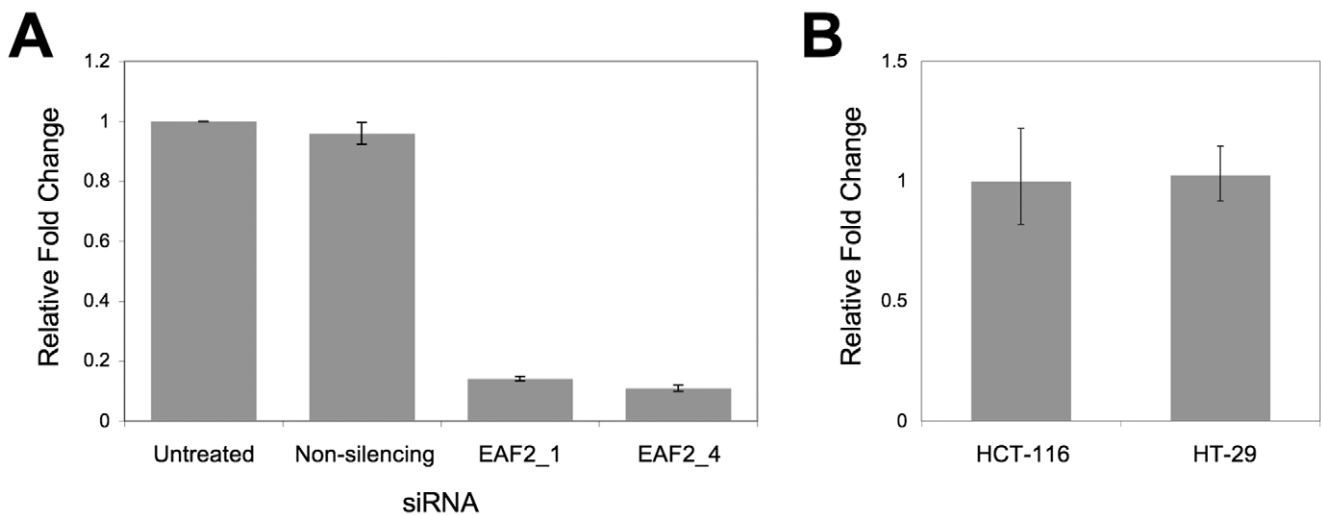 A
Relative Fold Change
1.2
1
0.8
0.6
0.4
0.2
0
Untreated
Non-silencing
EAF2_1
EAF2_4
siRNA
B
Relative Fold Change
1.5
1
0.5
0
HCT-116
HT-29